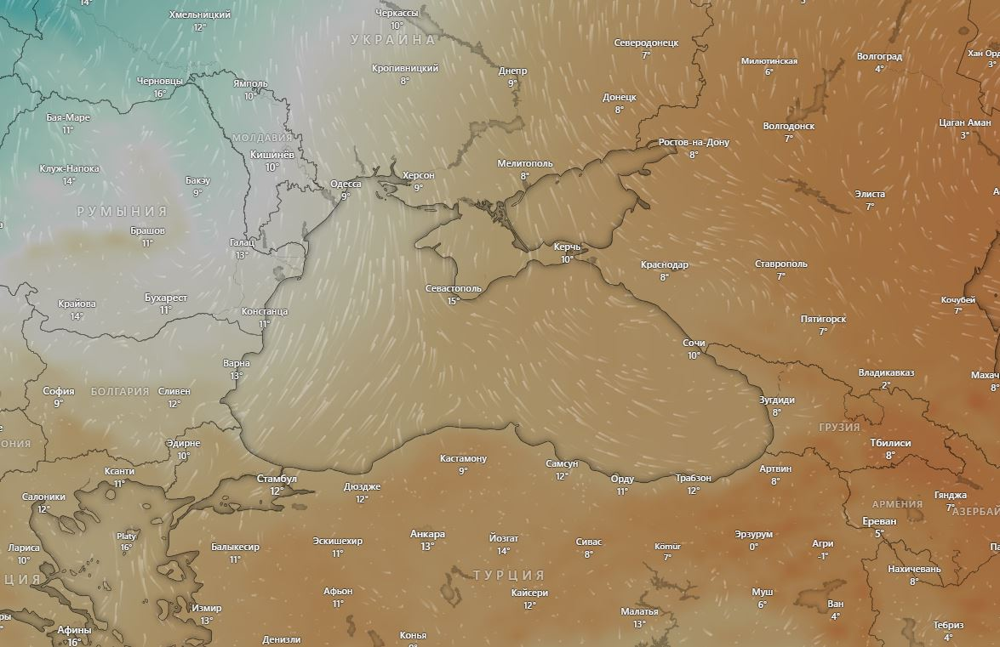 14°
Хмельницкий
12°
Черкассы
10°
УКРАИНА
Северодонецк
7°
Милютинская
6°
Волгоград
4°
3°
Кропивницкий
8°
Днепр
9°
Черновцы
16°
Ямполь
10°
Донецк
8°
Бая-Маре
11°
МОЛДАВИЯ
Волгодонск
7°
Цаган Аман
3°
Кишинёв
10°
Ростов-на-Дону
8°
Клуж-Напока
14°
Бакэу
9°
Одесса
9°
Херсон
9°
Мелитополь
8°
РУМЫНИЯ
Элиста
7°
Брашов
11°
Галац
13°
Керчь
10°
Краснодар
8°
Ставрополь
7°
Севастополь
15°
Крайова
14°
Бухарест
11°
Констанца
11°
Кочубей
7°
Пятигорск
7°
Сочи
10°
Варна
13°
Владикавказ
2°
Махач
8°
София
9°
БОЛГАРИЯ
Сливен
12°
Зугдиди
8°
ГРУЗИЯ
ОНИЯ
Эдирне
10°
Тбилиси
8°
Ксанти
11°
Стамбул
12°
Дюздже
12°
Кастамону
9°
Самсун
12°
Орду
11°
Трабзон
12°
Артвин
8°
Салоники
12°
Гянджа
7°
АРМЕНИЯ
АЗЕРБАЙ
Ереван
5°
Лариса
10°
Platy
16°
Балыкесир
11°
Эскишехир
11°
Анкара
13°
Йозгат
14°
Сивас
8°
Kömür
7°
Эрзурум
0°
Агри
-1°
Нахичевань
8°
ЦИЯ
ТУРЦИЯ
Измир
13°
Афьон
11°
Кайсери
12°
Малатья
13°
Муш
6°
Ван
4°
Тебриз
4°
Афины
16°
Денизли
Конья